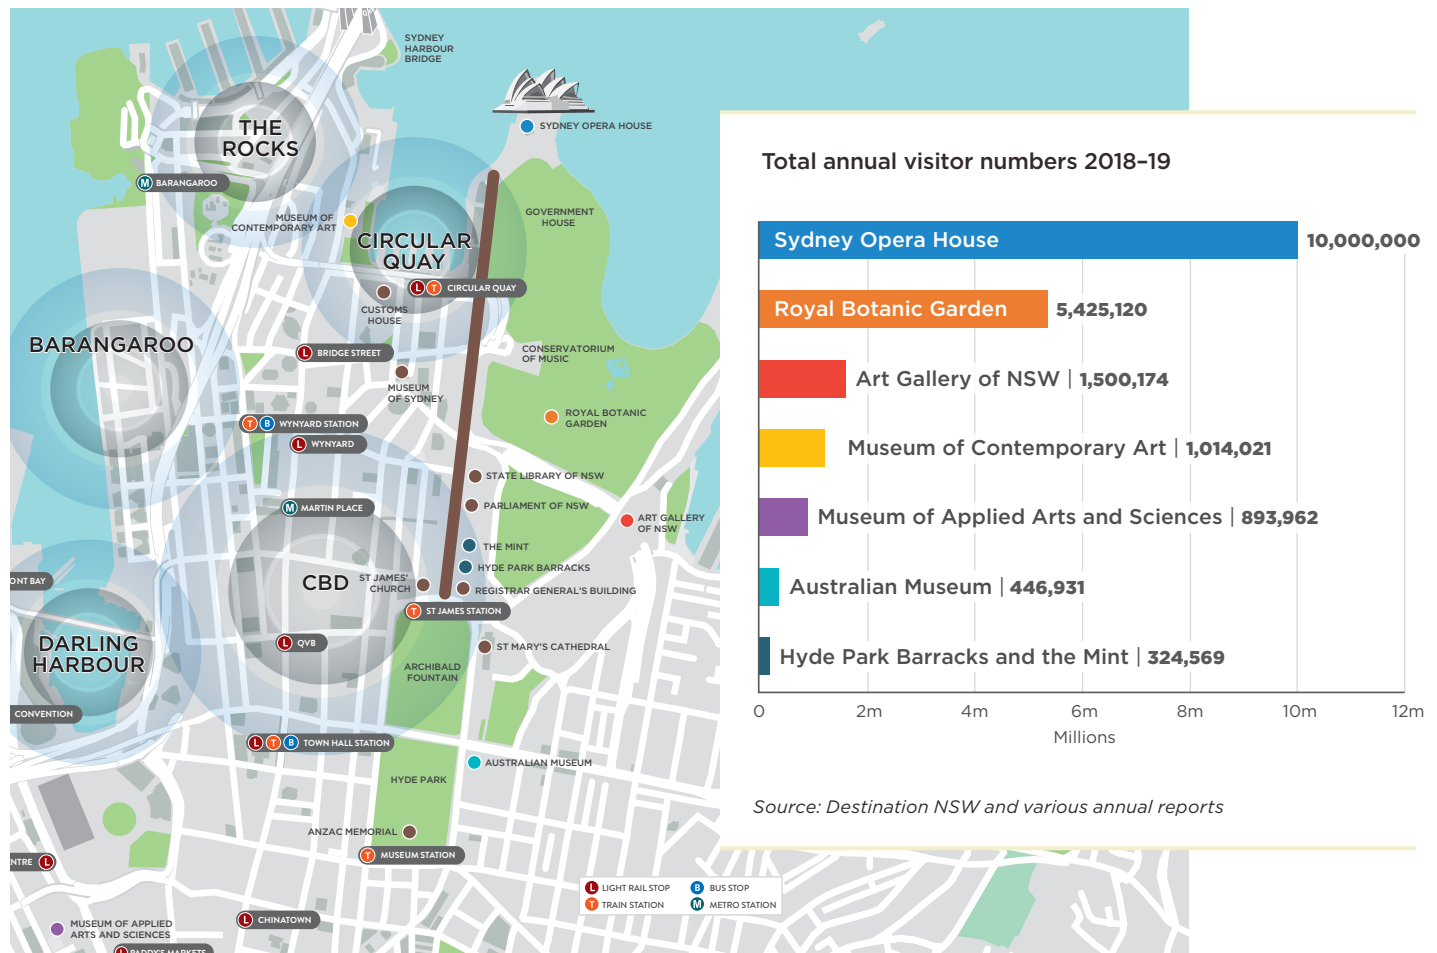 SYDNEY
HARBOUR
BRIDGE
SYDNEY OPERA HOUSE
THE
ROCKS
M BARANGAROO
MUSEUM OF
CONTEMPORARY ART
GOVERNMENT
HOUSE
CIRCULAR
QUAY
L T CIRCULAR QUAY
CUSTOMS
HOUSE
BARANGAROO
L BRIDGE STREET
CONSERVATORIUM
OF MUSIC
MUSEUM
OF SYDNEY
ROYAL BOTANIC
GARDEN
T B WYNYARD STATION
L WYNYARD
STATE LIBRARY OF NSW
M MARTIN PLACE
PARLIAMENT OF NSW
ART GALLERY
OF NSW
THE MINT
HYDE PARK BARRACKS
CBD
ST JAMES'
CHURCH
REGISTRAR GENERAL'S BUILDING
ONT BAY
T ST JAMES STATION
DARLING
HARBOUR
L QVB
ST MARY'S CATHEDRAL
ARCHIBALD
FOUNTAIN
CONVENTION
L T B TOWN HALL STATION
AUSTRALIAN MUSEUM
HYDE PARK
ANZAC MEMORIAL
T MUSEUM STATION
NTRE L
L LIGHT RAIL STOP
B BUS STOP
T TRAIN STATION
M METRO STATION
MUSEUM OF APPLIED
ARTS AND SCIENCES
L CHINATOWN
L PADDY'S MARKETS
Total annual visitor numbers 2018–19
Sydney Opera House 10,000,000
Royal Botanic Garden 5,425,120
Art Gallery of NSW | 1,500,174
Museum of Contemporary Art | 1,014,021
Museum of Applied Arts and Sciences | 893,962
Australian Museum | 446,931
Hyde Park Barracks and the Mint | 324,569
0 2m 4m 6m 8m 10m 12m
Millions
Source: Destination NSW and various annual reports